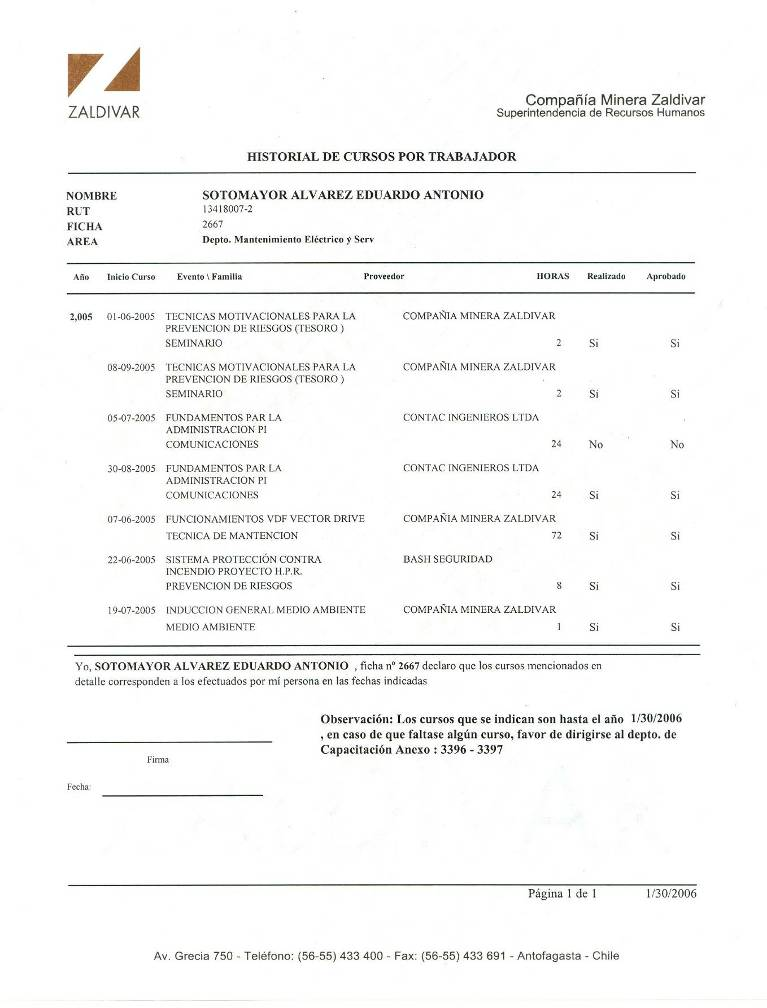 ZALDIVAR
Compañía Minera Zaldivar
Superintendencia de Recursos Humanos
HISTORIAL DE CURSOS POR TRABAJADOR
NOMBRE SOTOMAYOR ALVAREZ EDUARDO ANTONIO
RUT 13418007-2
FICHA 2667
AREA Depto. Mantenimiento Eléctrico y Serv
Año Inicio Curso Evento \ Familia Proveedor HORAS Realizado Aprobado
2,005 01-06-2005 TECNICAS MOTIVACIONALES PARA LA COMPAÑIA MINERA ZALDIVAR
PREVENCION DE RIESGOS (TESORO )
SEMINARIO 2 Si Si
08-09-2005 TECNICAS MOTIVACIONALES PARA LA COMPAÑIA MINERA ZALDIVAR
PREVENCION DE RIESGOS (TESORO )
SEMINARIO 2 Si Si
05-07-2005 FUNDAMENTOS PAR LA CONTAC INGENIEROS LTDA
ADMINISTRACION PI
COMUNICACIONES 24 No No
30-08-2005 FUNDAMENTOS PAR LA CONTAC INGENIEROS LTDA
ADMINISTRACION PI
COMUNICACIONES 24 Si Si
07-06-2005 FUNCIONAMIENTOS VDF VECTOR DRIVE COMPAÑIA MINERA ZALDIVAR
TECNICA DE MANTENCION 72 Si Si
22-06-2005 SISTEMA PROTECCIÓN CONTRA BASH SEGURIDAD
INCENDIO PROYECTO H.P.R.
PREVENCION DE RIESGOS 8 Si Si
19-07-2005 INDUCCION GENERAL MEDIO AMBIENTE COMPAÑIA MINERA ZALDIVAR
MEDIO AMBIENTE 1 Si Si
Yo, SOTOMAYOR ALVAREZ EDUARDO ANTONIO , ficha nº 2667 declaro que los cursos mencionados en
detalle corresponden a los efectuados por mí persona en las fechas indicadas
Observación: Los cursos que se indican son hasta el año 1/30/2006
, en caso de que faltase algún curso, favor de dirigirse al depto. de
Capacitación Anexo : 3396 - 3397
Firma
Fecha:
Página 1 de 1 1/30/2006
Av. Grecia 750 - Teléfono: (56-55) 433 400 - Fax: (56-55) 433 691 - Antofagasta - Chile